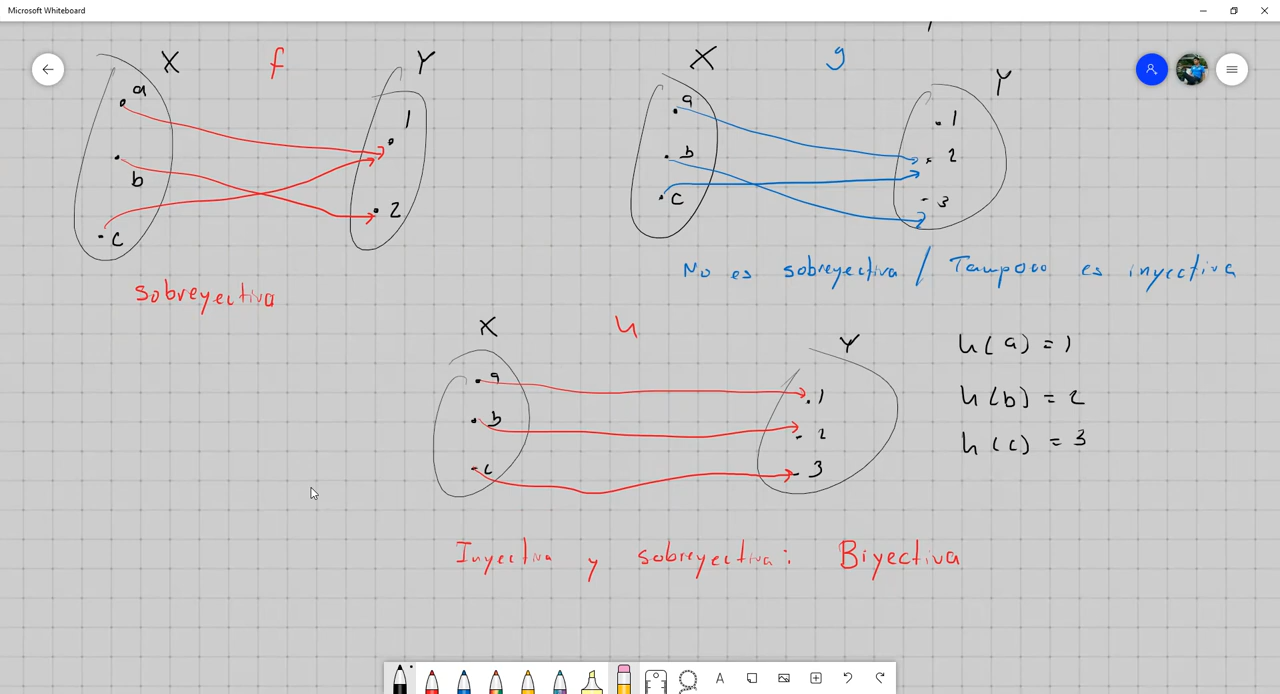 Microsoft Whiteboard
X f Y
a
b
c
1
2
sobreyectiva
X g Y
a
b
c
1
2
3
No es sobreyectiva / Tampoco es inyectiva
X h Y
a
b
c
1
2
3
h(a) = 1
h(b) = 2
h(c) = 3
Inyectiva y sobreyectiva: Biyectiva
A